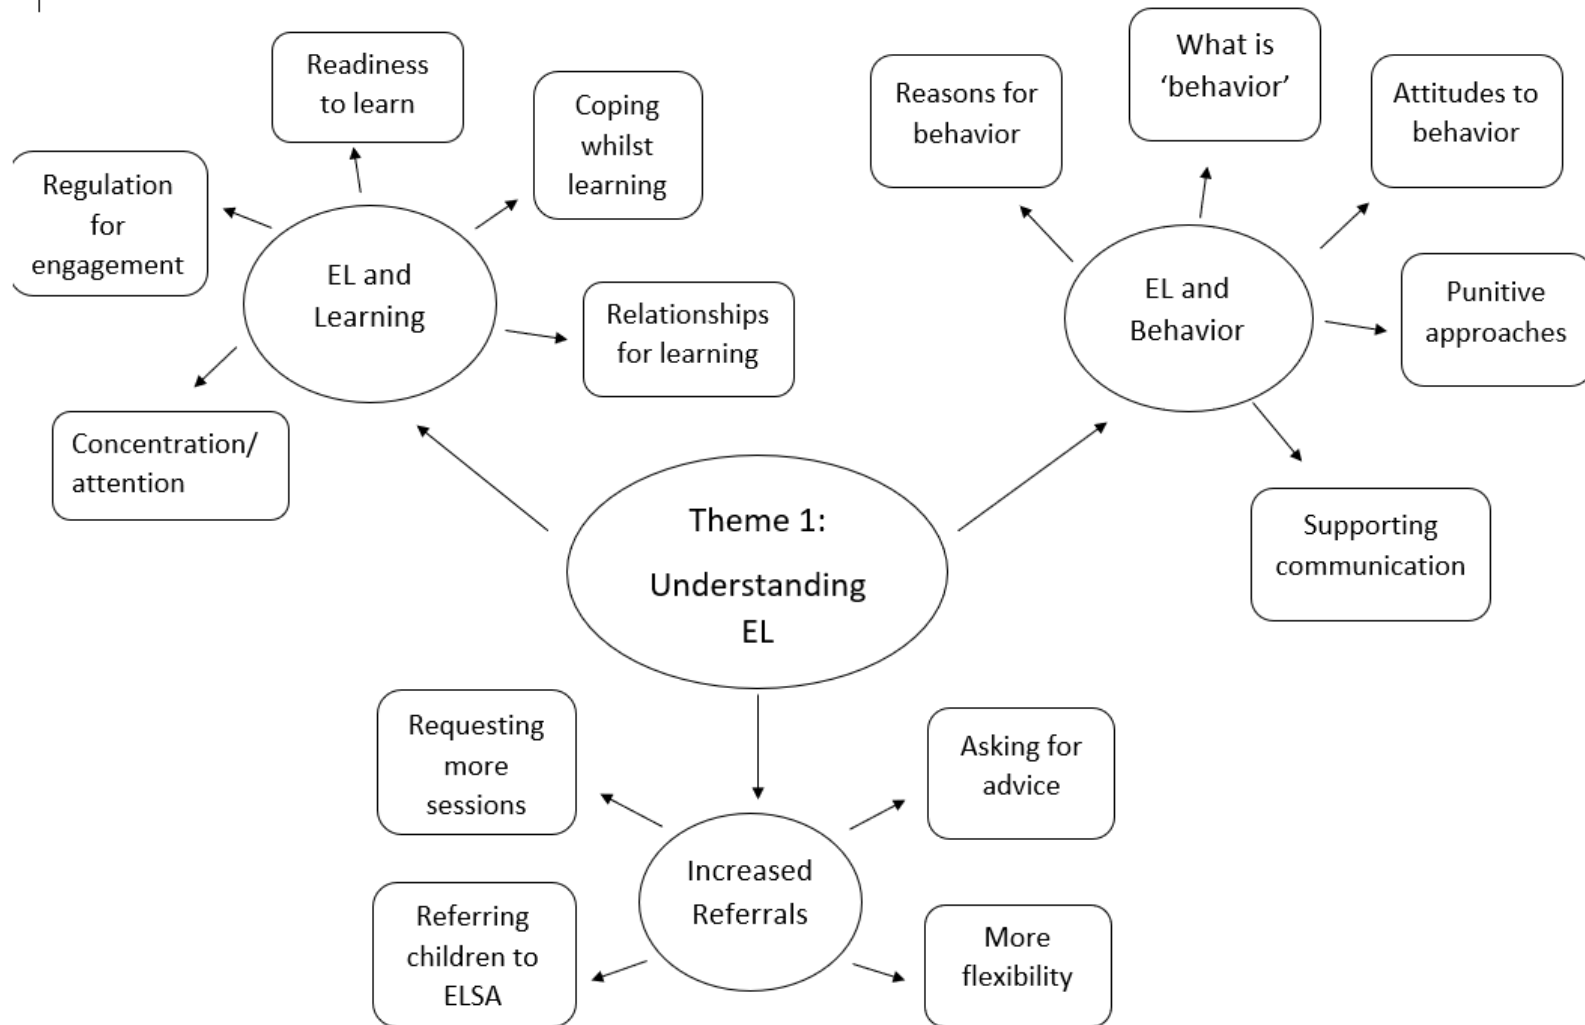 Readiness
to learn
Coping
whilst
learning
Regulation
for
engagement
EL and
Learning
Relationships
for learning
Concentration/
attention
What is
‘behavior’
Reasons for
behavior
Attitudes to
behavior
EL and
Behavior
Punitive
approaches
Supporting
communication
Theme 1:
Understanding
EL
Requesting
more
sessions
Asking for
advice
Increased
Referrals
Referring
children to
ELSA
More
flexibility